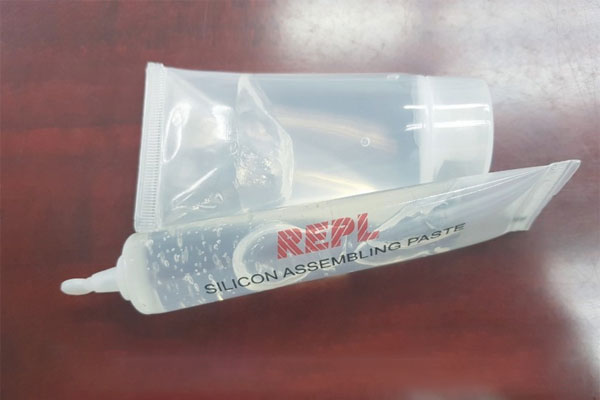 REPL
SILICON ASSEMBLING PASTE